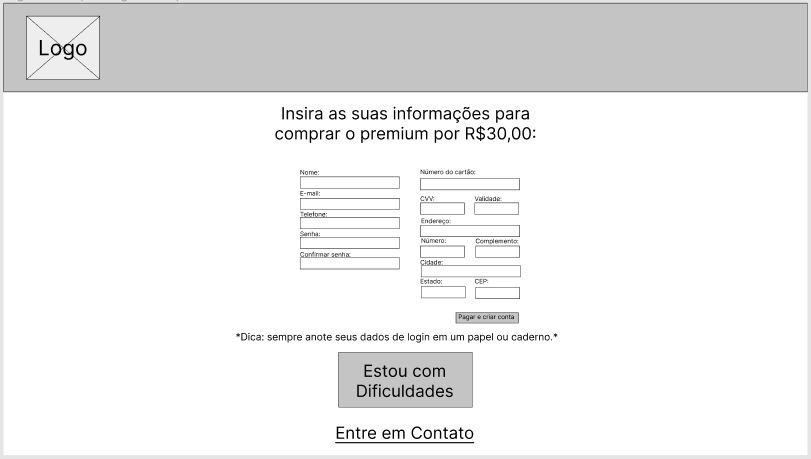 Logo
Insira as suas informações para
comprar o premium por R$30,00:
Nome:
E-mail:
Telefone:
Senha:
Confirmar senha:
Número do cartão:
CVV:
Validade:
Endereço:
Número:
Complemento:
Cidade:
Estado:
CEP:
Pagar e criar conta
*Dica: sempre anote seus dados de login em um papel ou caderno.*
Estou com
Dificuldades
Entre em Contato